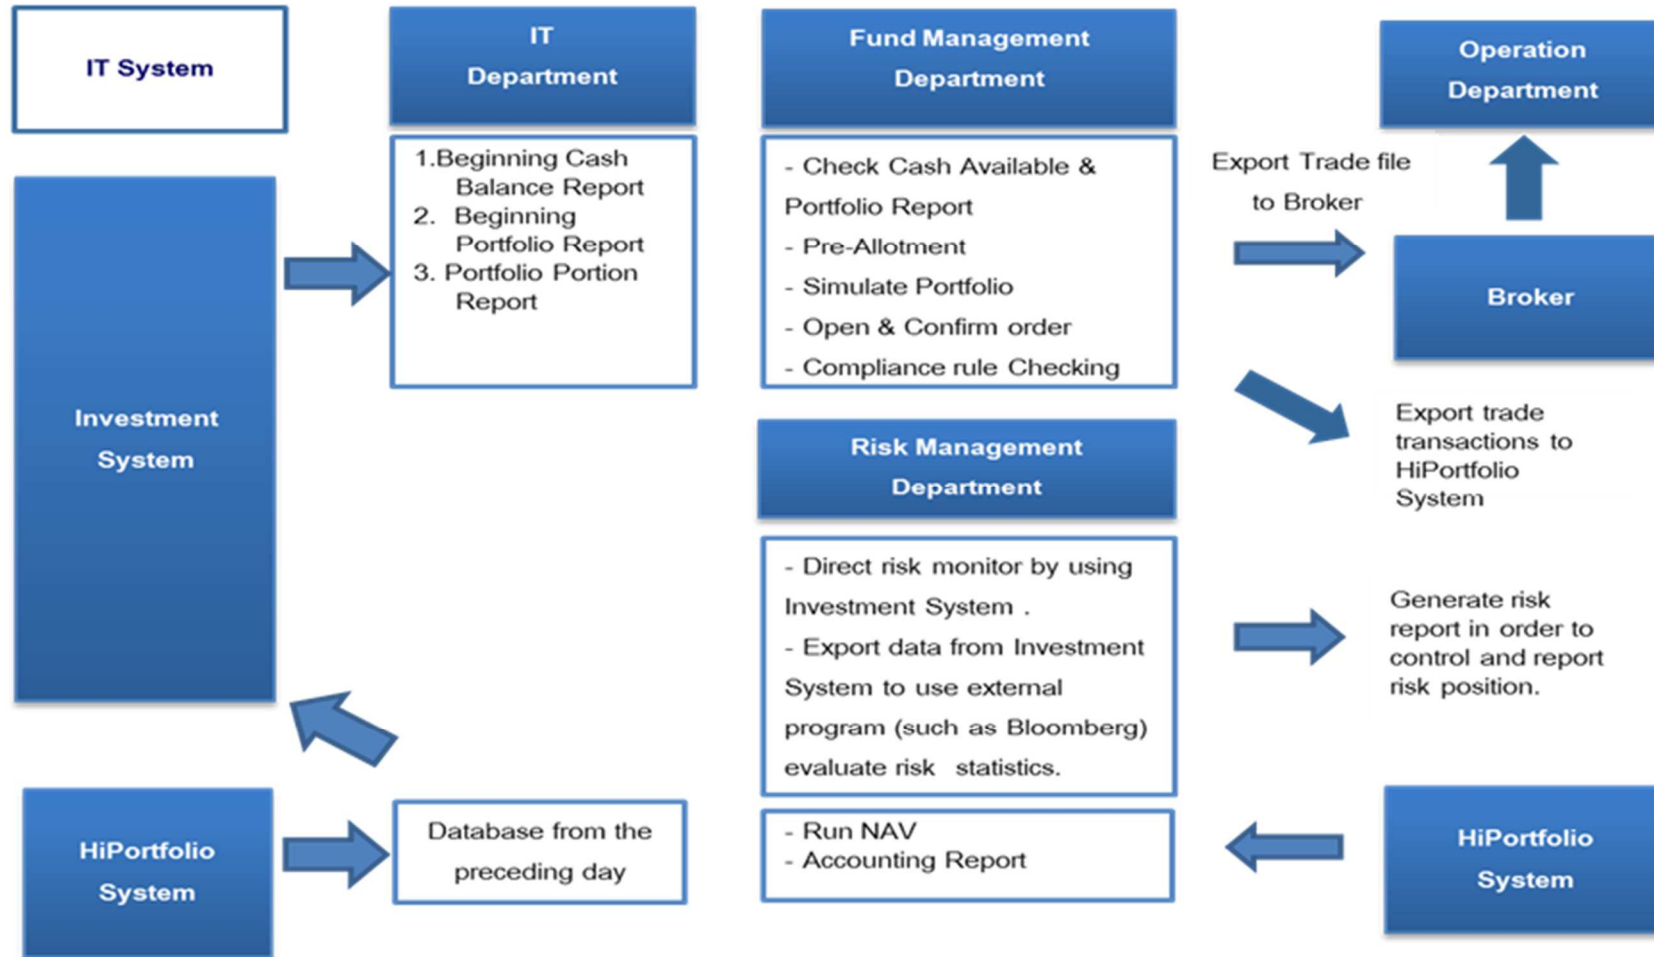 IT System
IT
Department
1.Beginning Cash
Balance Report
2. Beginning
Portfolio Report
3. Portfolio Portion
Report
Fund Management
Department
- Check Cash Available &
Portfolio Report
- Pre-Allotment
- Simulate Portfolio
- Open & Confirm order
- Compliance rule Checking
Export Trade file
to Broker
Operation
Department
Broker
Export trade
transactions to
HiPortfolio
System
Investment
System
Risk Management
Department
- Direct risk monitor by using
Investment System .
- Export data from Investment
System to use external
program (such as Bloomberg)
evaluate risk statistics.
Generate risk
report in order to
control and report
risk position.
HiPortfolio
System
Database from the
preceding day
- Run NAV
- Accounting Report
HiPortfolio
System